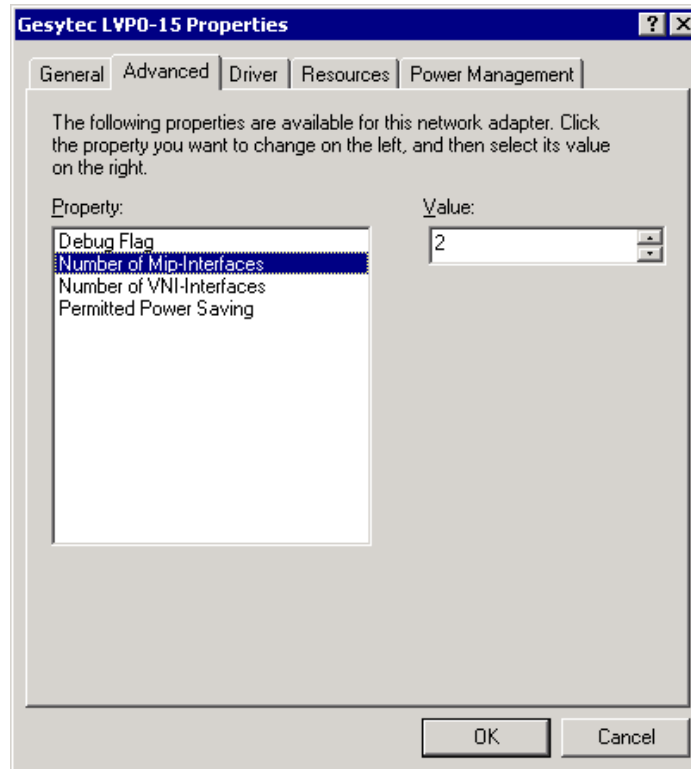 Gesytec LVP0-15 Properties
General Advanced Driver Resources Power Management
The following properties are available for this network adapter. Click
the property you want to change on the left, and then select its value
on the right.
Property: Value:
Debug Flag 2
Number of Mip-Interfaces
Number of VNI-Interfaces
Permitted Power Saving
OK Cancel